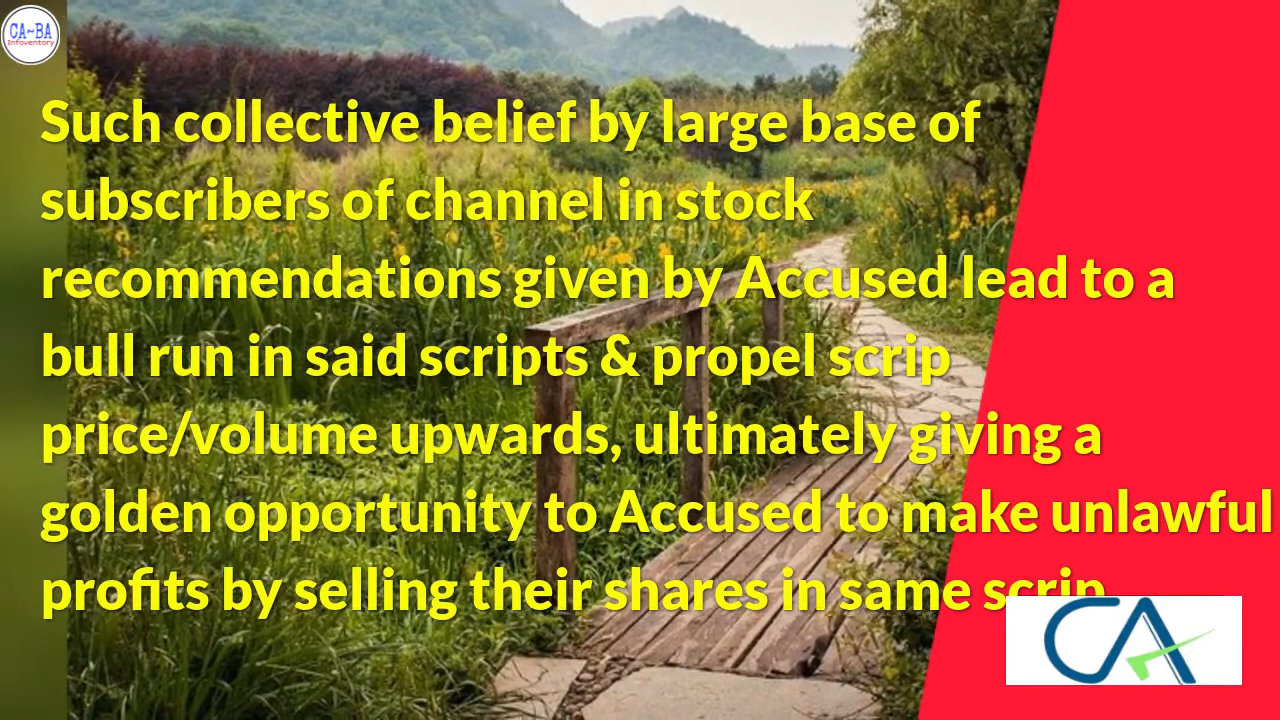 CA~BA
Infoventory
Such collective belief by large base of
subscribers of channel in stock
recommendations given by Accused lead to a
bull run in said scripts & propel scrip
price/volume upwards, ultimately giving a
golden opportunity to Accused to make unlawful
profits by selling their shares in same scrip
CA